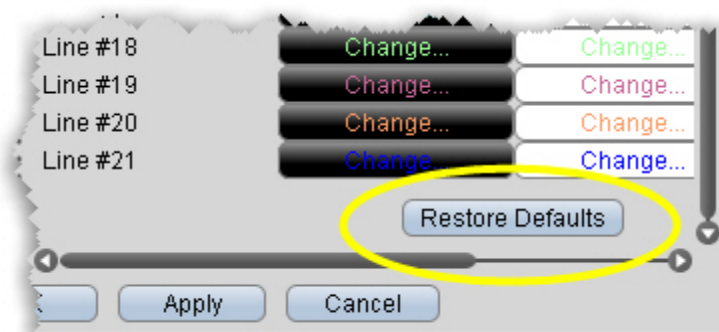 Line #18 Change... Change...
Line #19 Change... Change...
Line #20 Change... Change...
Line #21 Change... Change...
Restore Defaults
Apply Cancel